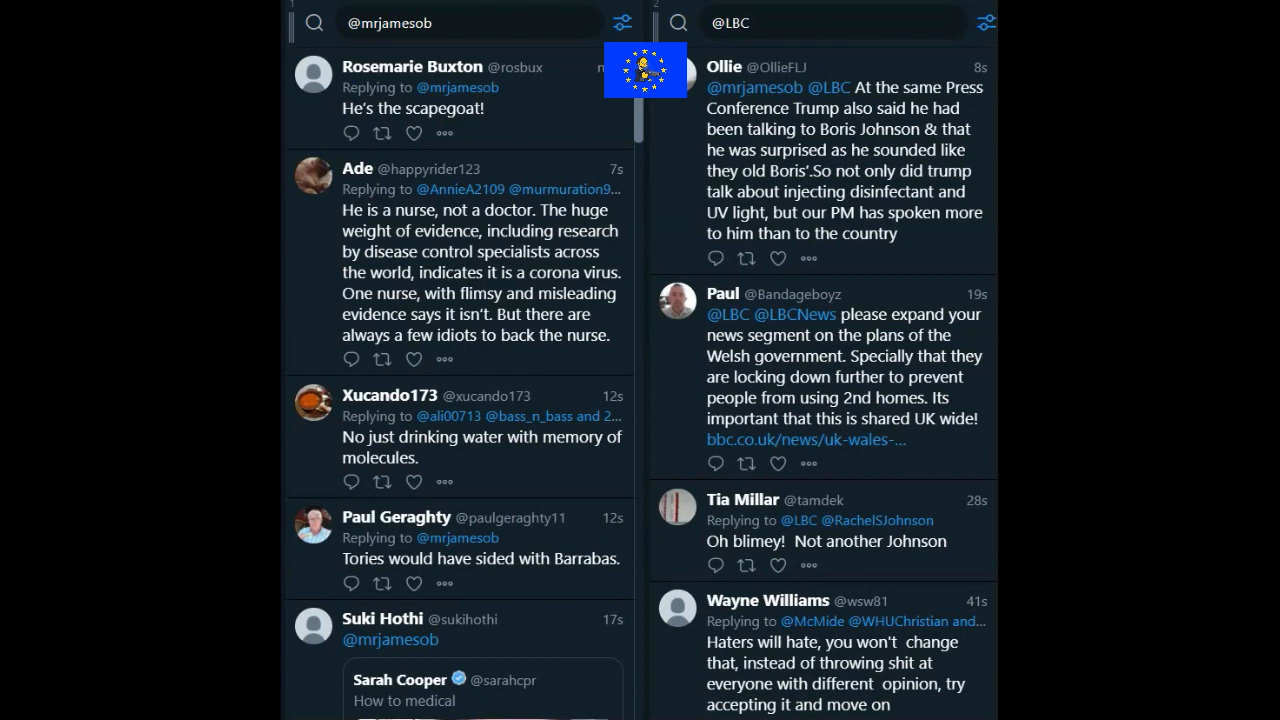 1
@mrjamesob
Rosemarie Buxton @rosbux
Replying to @mrjamesob
He's the scapegoat!
Ade @happyrider123 7s
Replying to @AnnieA2109 @murmuration9...
He is a nurse, not a doctor. The huge
weight of evidence, including research
by disease control specialists across
the world, indicates it is a corona virus.
One nurse, with flimsy and misleading
evidence says it isn't. But there are
always a few idiots to back the nurse.
Xucando173 @xucando173 12s
Replying to @ali00713 @bass_n_bass and 2...
No just drinking water with memory of
molecules.
Paul Geraghty @paulgeraghty11 12s
Replying to @mrjamesob
Tories would have sided with Barrabas.
Suki Hothi @sukihothi 17s
@mrjamesob
Sarah Cooper @sarahcpr
How to medical
2
@LBC
Ollie @OllieFLJ 8s
@mrjamesob @LBC At the same Press
Conference Trump also said he had
been talking to Boris Johnson & that
he was surprised as he sounded like
they old Boris'.So not only did trump
talk about injecting disinfectant and
UV light, but our PM has spoken more
to him than to the country
Paul @Bandageboyz 19s
@LBC @LBCNews please expand your
news segment on the plans of the
Welsh government. Specially that they
are locking down further to prevent
people from using 2nd homes. Its
important that this is shared UK wide!
bbc.co.uk/news/uk-wales-...
Tia Millar @tamdek 28s
Replying to @LBC @RachelSJohnson
Oh blimey!  Not another Johnson
Wayne Williams @wsw81 41s
Replying to @McMide @WHUChristian and...
Haters will hate, you won't  change
that, instead of throwing shit at
everyone with different  opinion, try
accepting it and move on